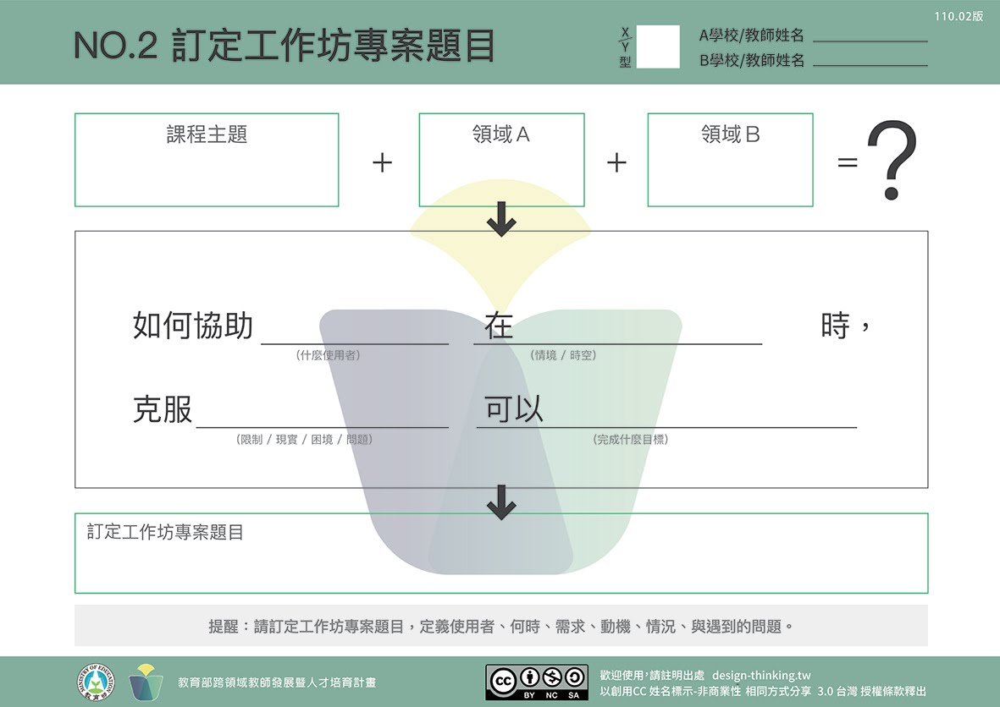 110.02版
NO.2 訂定工作坊專案題目
X/Y型
A學校/教師姓名
B學校/教師姓名
課程主題 + 領域A + 領域B = ?
如何協助 在 時，
(什麼使用者) (情境 / 時空)
克服 可以
(限制 / 現實 / 困境 / 問題) (完成什麼目標)
訂定工作坊專案題目
提醒：請訂定工作坊專案題目，定義使用者、何時、需求、動機、情況、與遇到的問題。
MINISTRY OF EDUCATION
教育部
教育部跨領域教師發展暨人才培育計畫
cc
BY NC SA
歡迎使用，請註明出處 design-thinking.tw
以創用CC 姓名標示-非商業性 相同方式分享 3.0 台灣 授權條款釋出